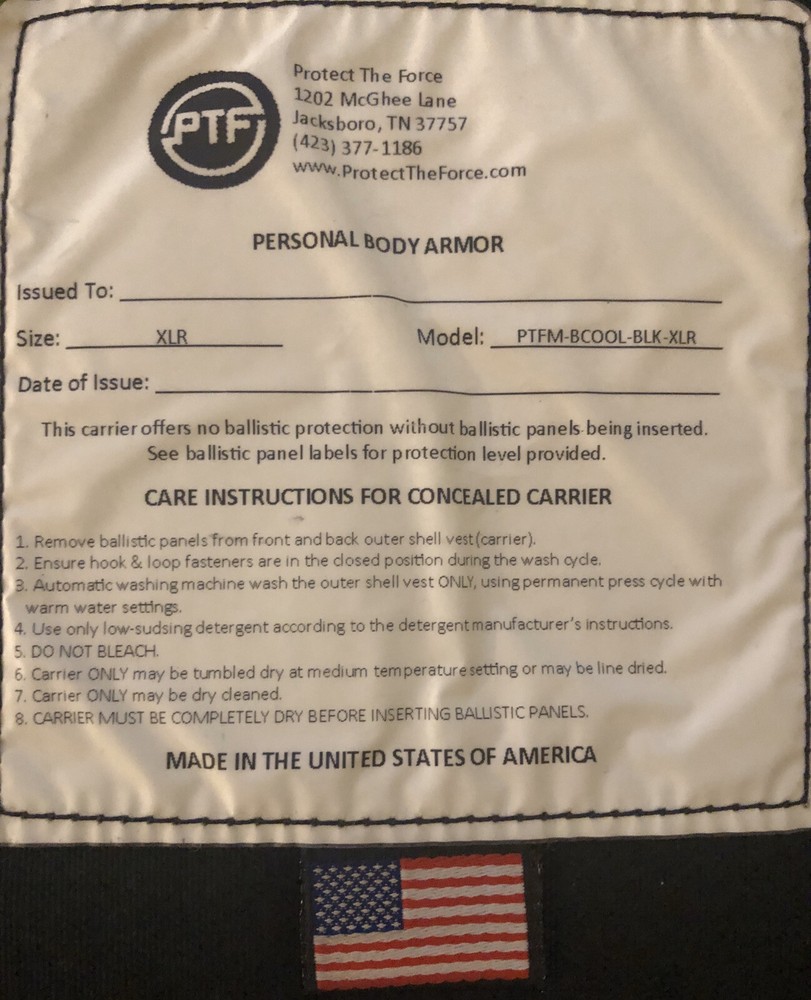 PTF
Protect The Force
1202 McGhee Lane
Jacksboro, TN 37757
(423) 377-1186
www.ProtectTheForce.com
PERSONAL BODY ARMOR
Issued To:
Size: XLR Model: PTFM-BCOOL-BLK-XLR
Date of Issue:
This carrier offers no ballistic protection without ballistic panels being inserted.
See ballistic panel labels for protection level provided.
CARE INSTRUCTIONS FOR CONCEALED CARRIER
1. Remove ballistic panels from front and back outer shell vest (carrier).
2. Ensure hook & loop fasteners are in the closed position during the wash cycle.
3. Automatic washing machine wash the outer shell vest ONLY, using permanent press cycle with
warm water settings.
4. Use only low-sudsing detergent according to the detergent manufacturer's instructions.
5. DO NOT BLEACH.
6. Carrier ONLY may be tumbled dry at medium temperature setting or may be line dried.
7. Carrier ONLY may be dry cleaned.
8. CARRIER MUST BE COMPLETELY DRY BEFORE INSERTING BALLISTIC PANELS.
MADE IN THE UNITED STATES OF AMERICA